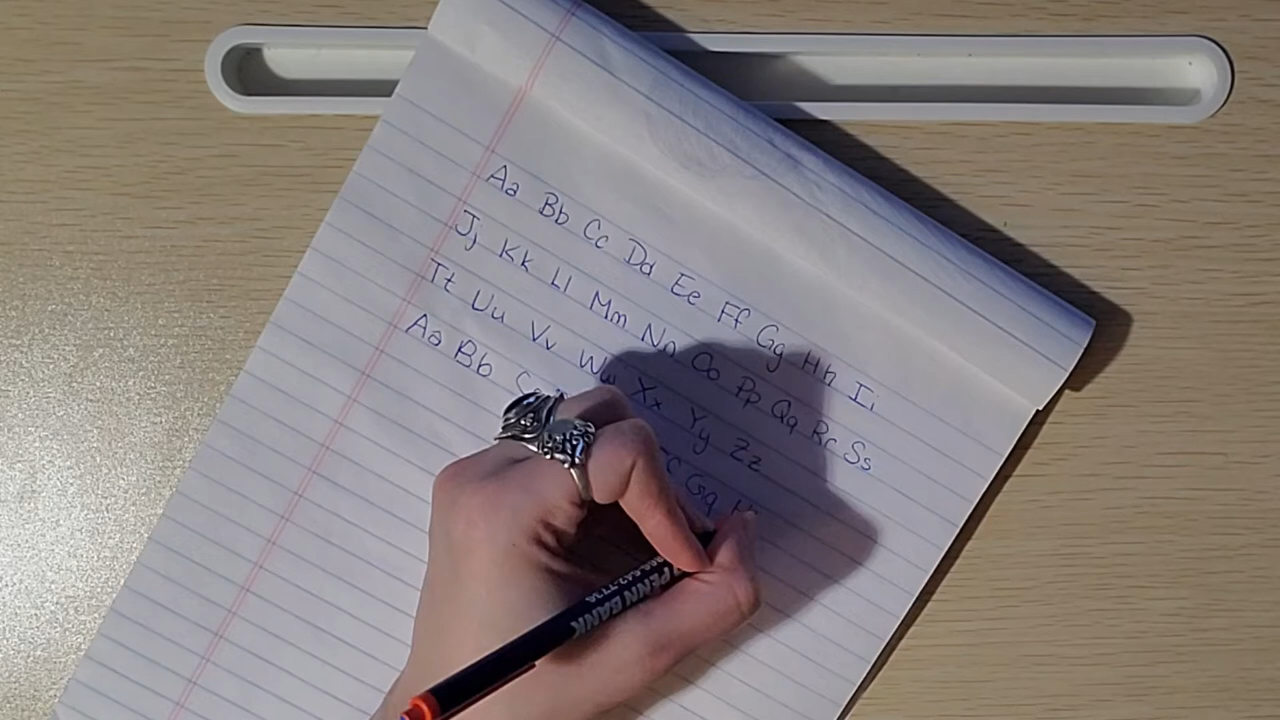 Aa Bb Cc Dd Ee Ff Gg Hh Ii
Jj Kk Ll Mm Nn Oo Pp Qq Rr Ss
Tt Uu Vv Ww Xx Yy Zz
Aa Bb Cc Gg
PENN BANK